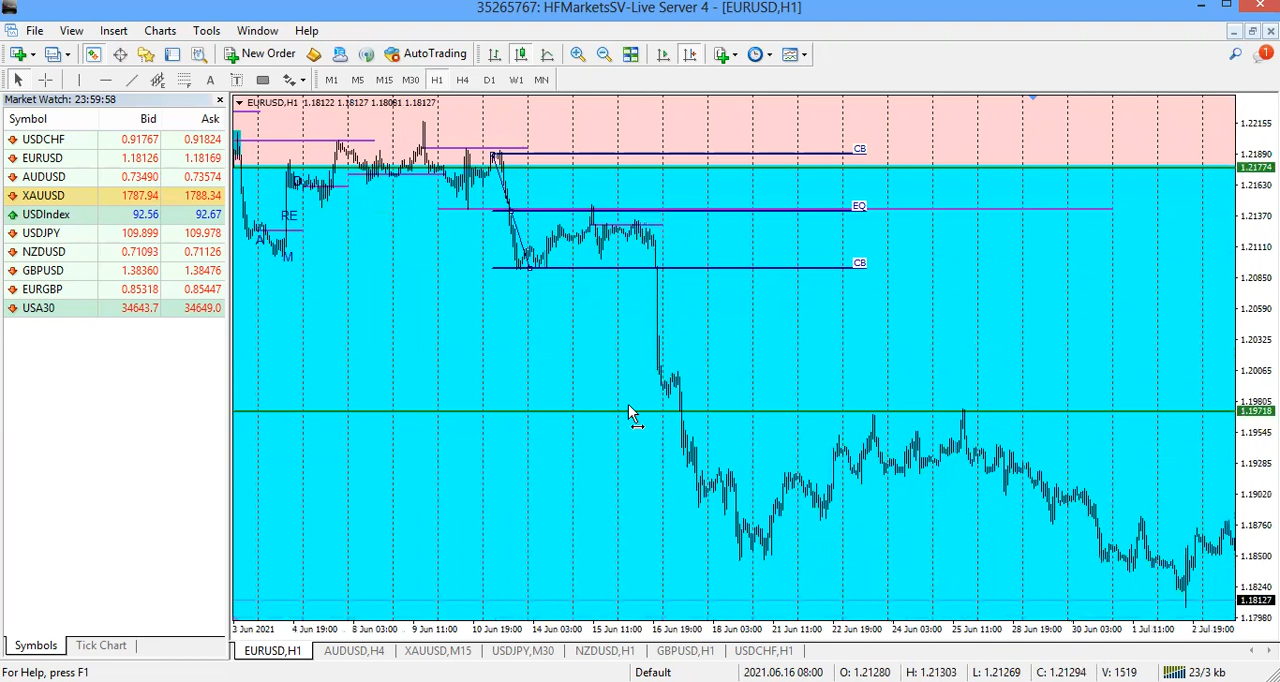 35265767: HFMarketsSV-Live Server 4 - [EURUSD,H1]
File View Insert Charts Tools Window Help
New Order AutoTrading 1
A T M1 M5 M15 M30 H1 H4 D1 W1 MN
Market Watch: 23:59:58
Symbol Bid Ask
USDCHF 0.91767 0.91824
EURUSD 1.18126 1.18169
AUDUSD 0.73490 0.73574
XAUUSD 1787.94 1788.34
USDIndex 92.56 92.67
USDJPY 109.899 109.978
NZDUSD 0.71093 0.71126
GBPUSD 1.38360 1.38476
EURGBP 0.85318 0.85447
USA30 34643.7 34649.0
Symbols Tick Chart
EURUSD,H1 1.18122 1.18127 1.18081 1.18127
CB
EQ
CB
D
RE
A
M
1.22155
1.21890
1.21774
1.21630
1.21370
1.21110
1.20850
1.20590
1.20325
1.20065
1.19805
1.19718
1.19545
1.19285
1.19020
1.18760
1.18500
1.18240
1.18127
1.17980
3 Jun 2021 4 Jun 19:00 8 Jun 03:00 9 Jun 11:00 10 Jun 19:00 14 Jun 03:00 15 Jun 11:00 16 Jun 19:00 18 Jun 03:00 21 Jun 11:00 22 Jun 19:00 24 Jun 03:00 25 Jun 11:00 28 Jun 19:00 30 Jun 03:00 1 Jul 11:00 2 Jul 19:00
EURUSD,H1 AUDUSD,H4 XAUUSD,M15 USDJPY,M30 NZDUSD,H1 GBPUSD,H1 USDCHF,H1
For Help, press F1 Default 2021.06.16 08:00 O: 1.21280 H: 1.21303 L: 1.21269 C: 1.21294 V: 1519 23/3 kb